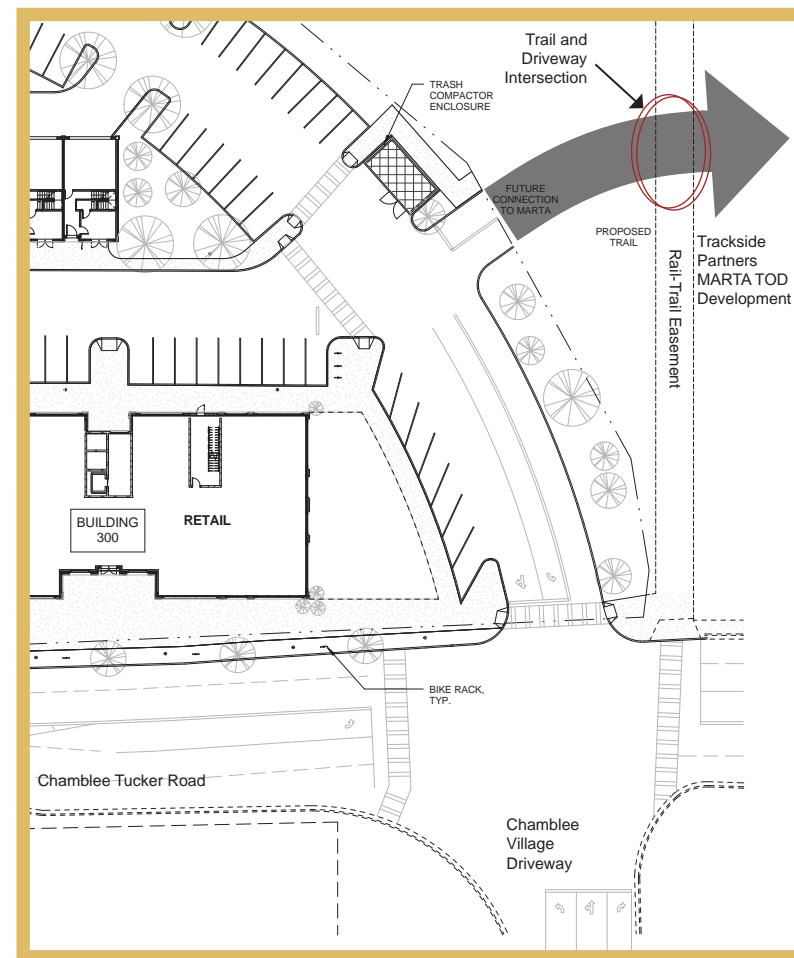 Trail and
Driveway
Intersection
TRASH
COMPACTOR
ENCLOSURE
FUTURE
CONNECTION
TO MARTA
PROPOSED
TRAIL
Rail-Trail Easement
Trackside
Partners
MARTA TOD
Development
BUILDING
300
RETAIL
BIKE RACK,
TYP.
Chamblee Tucker Road
Chamblee
Village
Driveway